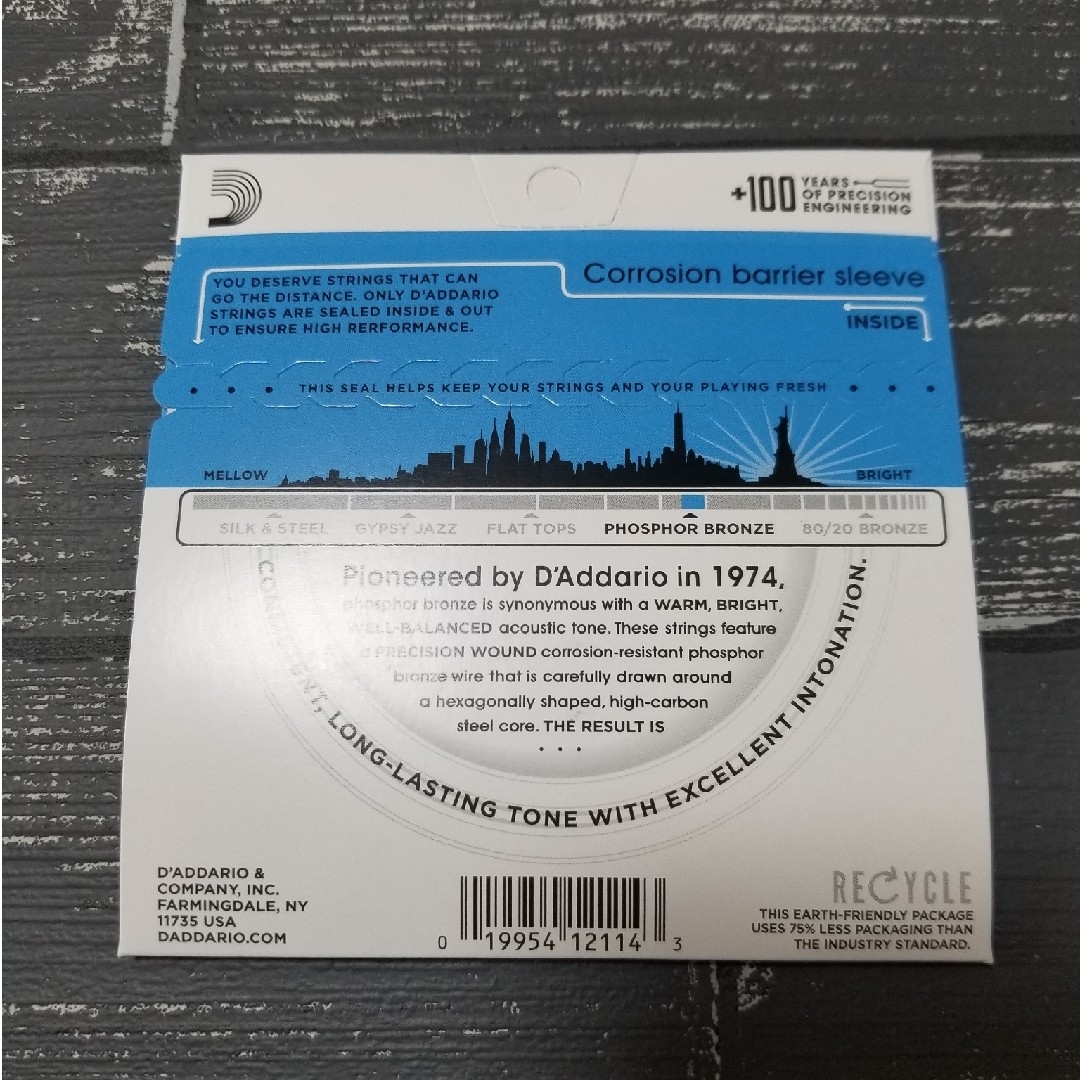 +100 YEARS
OF PRECISION
ENGINEERING
YOU DESERVE STRINGS THAT CAN
GO THE DISTANCE. ONLY D'ADDARIO
STRINGS ARE SEALED INSIDE & OUT
TO ENSURE HIGH RERFORMANCE.
Corrosion barrier sleeve
INSIDE
THIS SEAL HELPS KEEP YOUR STRINGS AND YOUR PLAYING FRESH
MELLOW
BRIGHT
SILK & STEEL GYPSY JAZZ FLAT TOPS PHOSPHOR BRONZE 80/20 BRONZE
Pioneered by D'Addario in 1974,
phosphor bronze is synonymous with a WARM, BRIGHT,
WELL-BALANCED acoustic tone. These strings feature
a PRECISION WOUND corrosion-resistant phosphor
bronze wire that is carefully drawn around
a hexagonally shaped, high-carbon
steel core. THE RESULT IS
...
LONG-LASTING TONE WITH EXCELLENT INTONATION.
D'ADDARIO &
COMPANY, INC.
FARMINGDALE, NY
11735 USA
DADDARIO.COM
0 19954 12114 3
RECYCLE
THIS EARTH-FRIENDLY PACKAGE
USES 75% LESS PACKAGING THAN
THE INDUSTRY STANDARD.